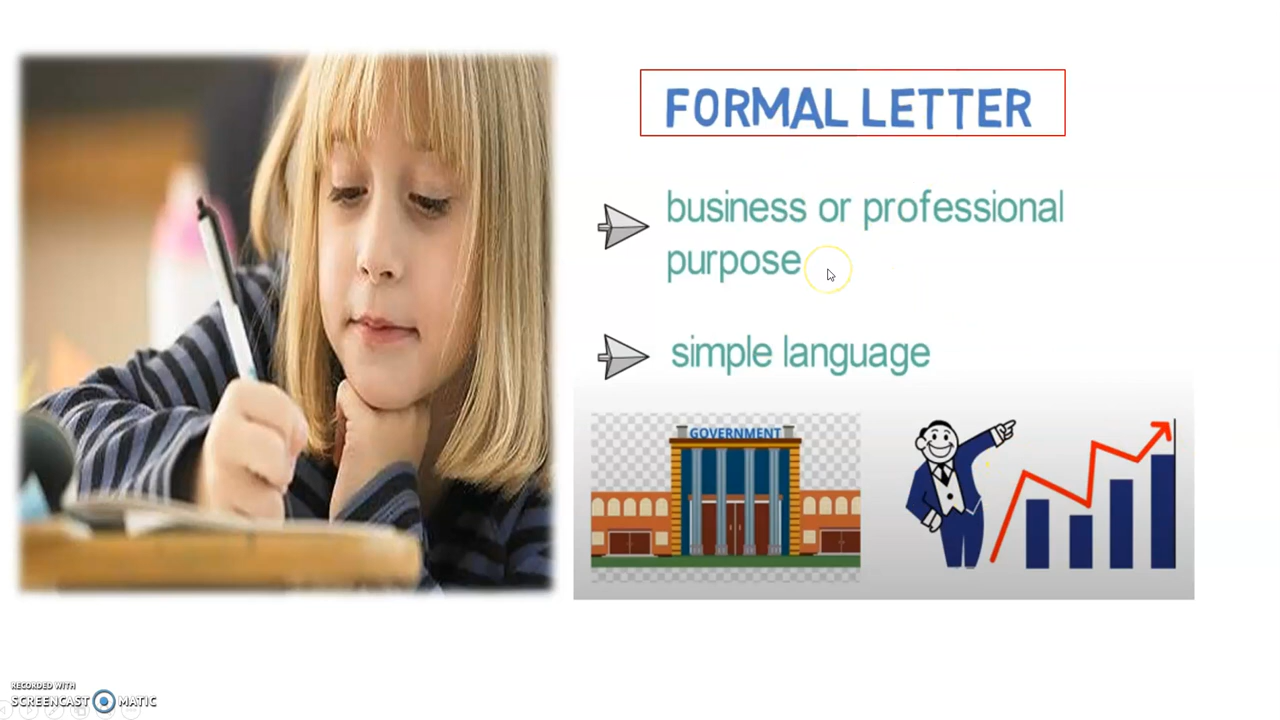 FORMAL LETTER
business or professional
purpose
simple language
GOVERNMENT
RECORDED WITH
SCREENCAST MATIC